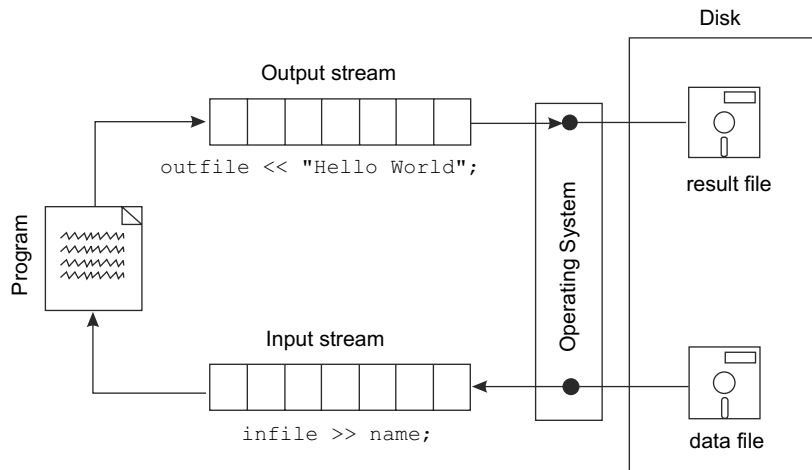 Disk
Output stream
outfile << "Hello World";
result file
Program
Operating System
Input stream
infile >> name;
data file